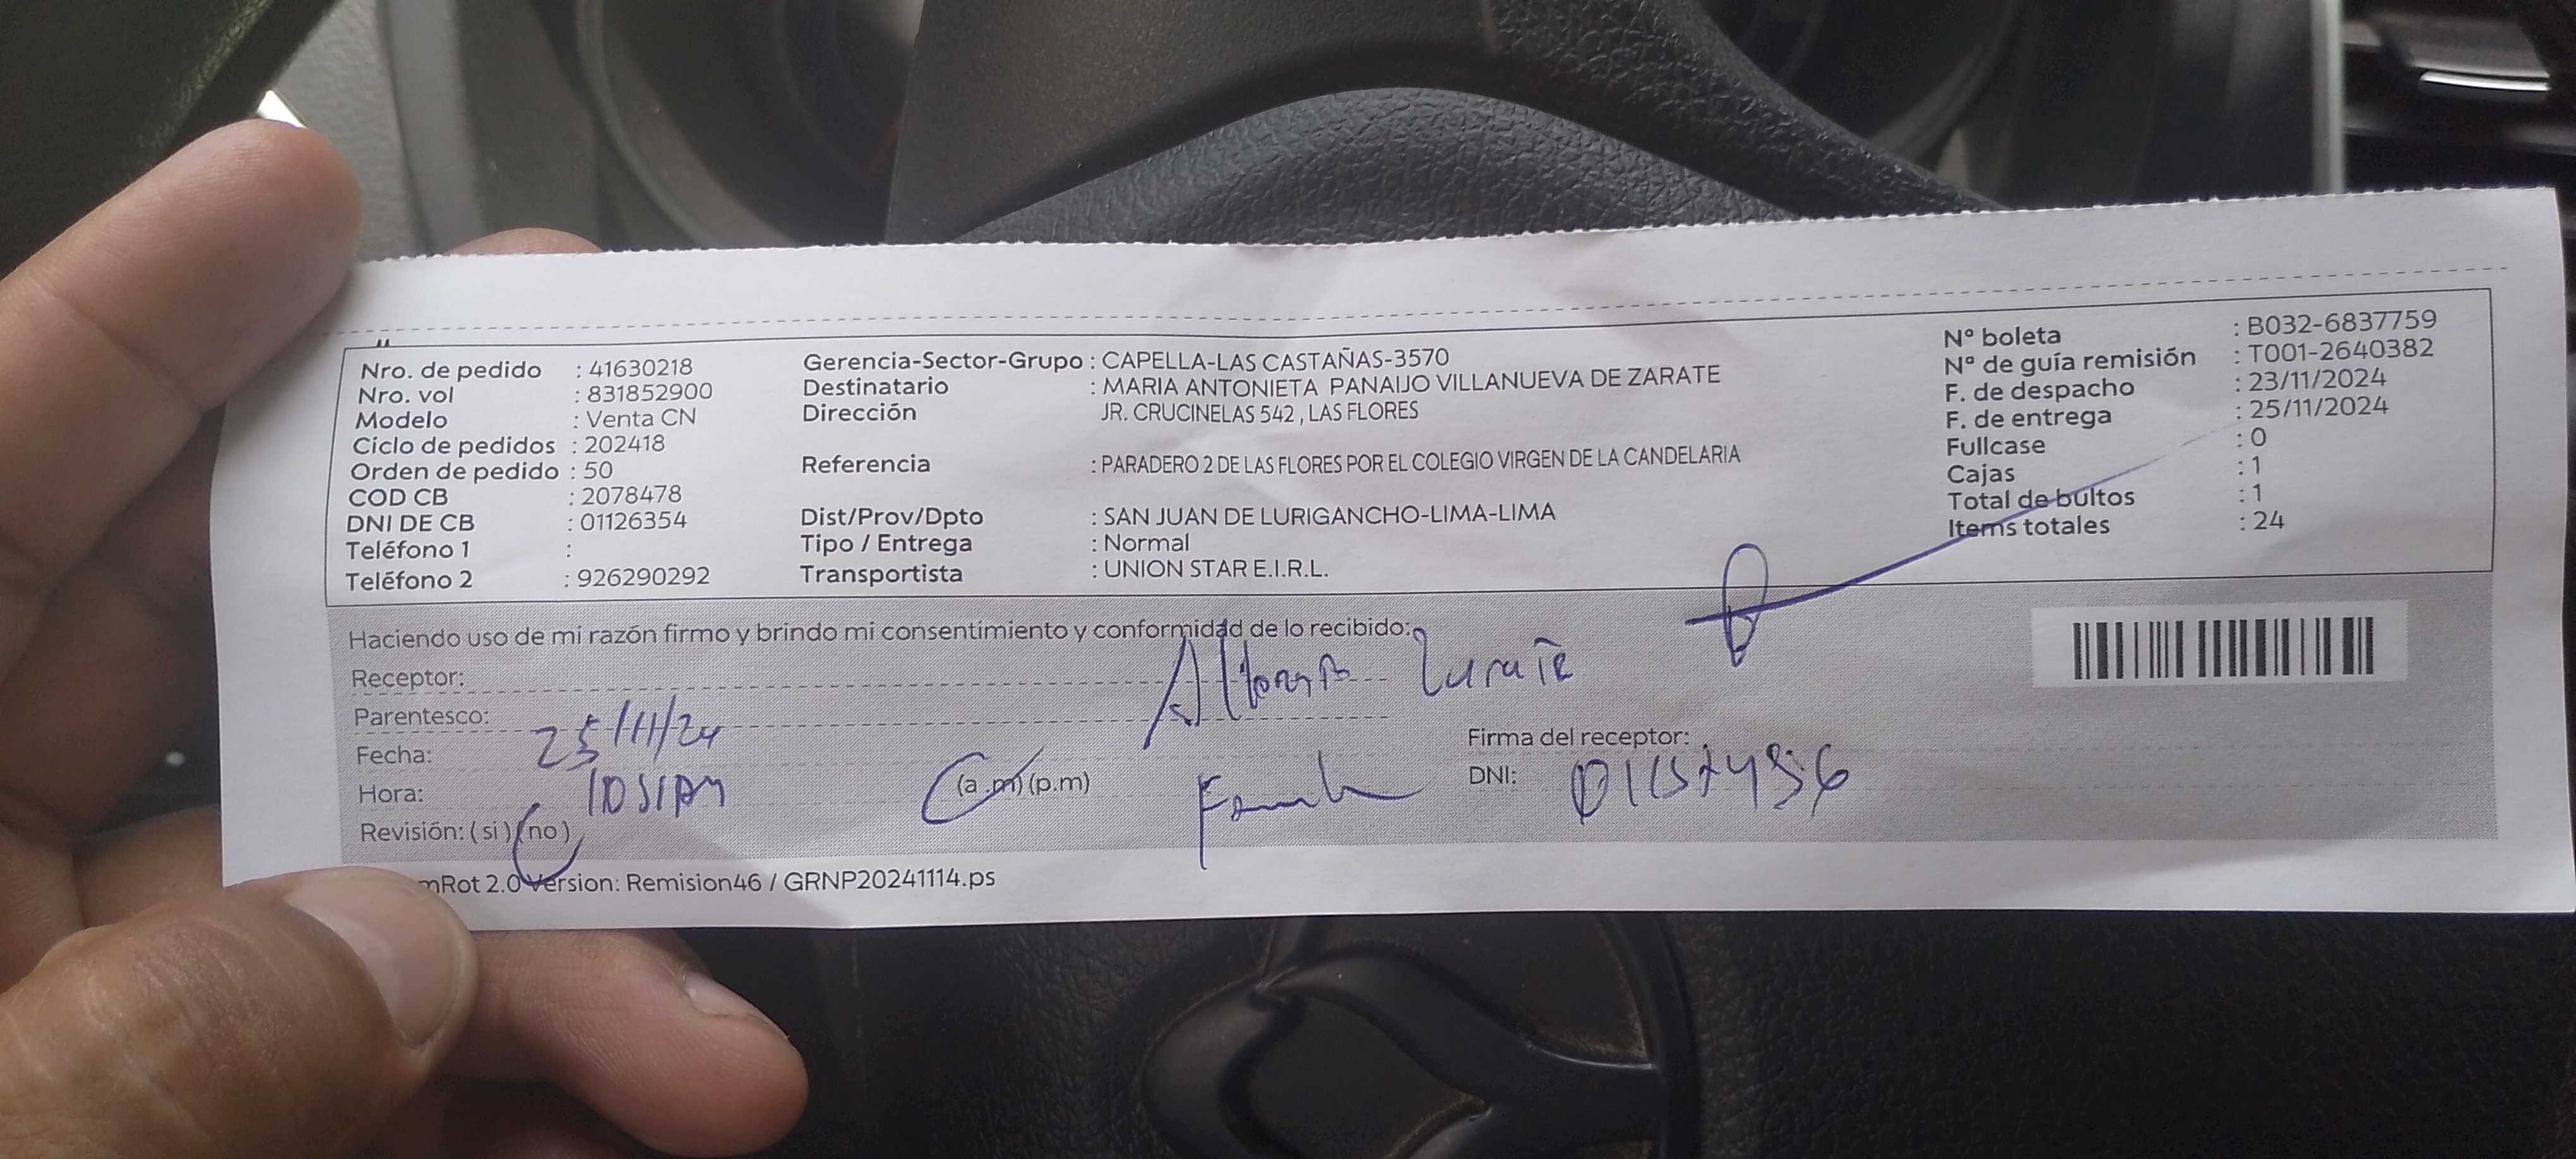 Nro. de pedido : 41630218
Nro. vol : 831852900
Modelo : Venta CN
Ciclo de pedidos : 202418
Orden de pedido : 50
COD CB : 2078478
DNI DE CB : 01126354
Teléfono 1 :
Teléfono 2 : 926290292
Gerencia-Sector-Grupo : CAPELLA-LAS CASTAÑAS-3570
Destinatario : MARIA ANTONIETA PANAIJO VILLANUEVA DE ZARATE
Dirección JR. CRUCINELAS 542 , LAS FLORES
Referencia : PARADERO 2 DE LAS FLORES POR EL COLEGIO VIRGEN DE LA CANDELARIA
Dist/Prov/Dpto : SAN JUAN DE LURIGANCHO-LIMA-LIMA
Tipo / Entrega : Normal
Transportista : UNION STAR E.I.R.L.
N° boleta : B032-6837759
N° de guía remisión : T001-2640382
F. de despacho : 23/11/2024
F. de entrega : 25/11/2024
Fullcase : 0
Cajas : 1
Total de bultos : 1
Items totales : 24
Haciendo uso de mi razón firmo y brindo mi consentimiento y conformidad de lo recibido:
Receptor:
Parentesco:
Fecha: 25/11/24
Hora: (a.m) (p.m)
Revisión: ( si ) (no)
Firma del receptor:
DNI:
mRot 2.0 Version: Remision46 / GRNP20241114.ps